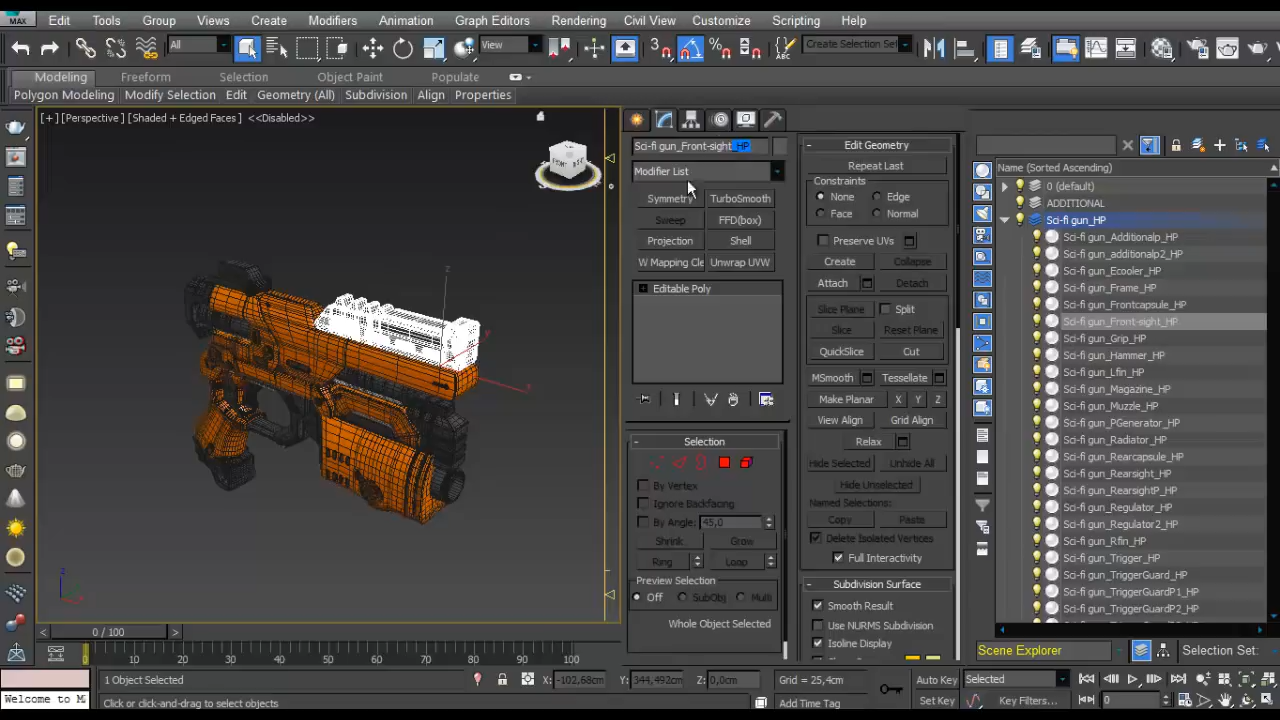 MAX Edit Tools Group Views Create Modifiers Animation Graph Editors Rendering Civil View Customize Scripting Help
All View 3 ABC Create Selection Set
Modeling Freeform Selection Object Paint Populate
Polygon Modeling Modify Selection Edit Geometry (All) Subdivision Align Properties
[+] [Perspective] [Shaded + Edged Faces] <<Disabled>>
Sci-fi gun_Front-sight_HP
Modifier List
Symmetry TurboSmooth
Sweep FFD(box)
Projection Shell
W Mapping Cle Unwrap UVW
Editable Poly
Selection
By Vertex
Ignore Backfacing
By Angle: 45,0
Shrink Grow
Ring Loop
Preview Selection
Off SubObj Multi
Whole Object Selected
Edit Geometry
Repeat Last
Constraints
None Edge
Face Normal
Preserve UVs
Create Collapse
Attach Detach
Slice Plane Split
Slice Reset Plane
QuickSlice Cut
MSmooth Tessellate
Make Planar X Y Z
View Align Grid Align
Relax
Hide Selected Unhide All
Hide Unselected
Named Selections:
Copy Paste
Delete Isolated Vertices
Full Interactivity
Subdivision Surface
Smooth Result
Use NURMS Subdivision
Isoline Display
Name (Sorted Ascending)
0 (default)
ADDITIONAL
Sci-fi gun_HP
Sci-fi gun_Additionalp_HP
Sci-fi gun_additionalp2_HP
Sci-fi gun_Ecooler_HP
Sci-fi gun_Frame_HP
Sci-fi gun_Frontcapsule_HP
Sci-fi gun_Front-sight_HP
Sci-fi gun_Grip_HP
Sci-fi gun_Hammer_HP
Sci-fi gun_Lfin_HP
Sci-fi gun_Magazine_HP
Sci-fi gun_Muzzle_HP
Sci-fi gun_PGenerator_HP
Sci-fi gun_Radiator_HP
Sci-fi gun_Rearcapsule_HP
Sci-fi gun_Rearsight_HP
Sci-fi gun_RearsightP_HP
Sci-fi gun_Regulator_HP
Sci-fi gun_Regulator2_HP
Sci-fi gun_Rfin_HP
Sci-fi gun_Trigger_HP
Sci-fi gun_TriggerGuard_HP
Sci-fi gun_TriggerGuardP1_HP
Sci-fi gun_TriggerGuardP2_HP
Scene Explorer Selection Set:
z
x
z
< 0 / 100 >
0 10 20 30 40 50 60 70 80 90 100
1 Object Selected X: -102,68cm Y: 344,492cm Z: 0,0cm Grid = 25,4cm Auto Key Selected
Welcome to M Click or click-and-drag to select objects Add Time Tag Set Key Key Filters... 0